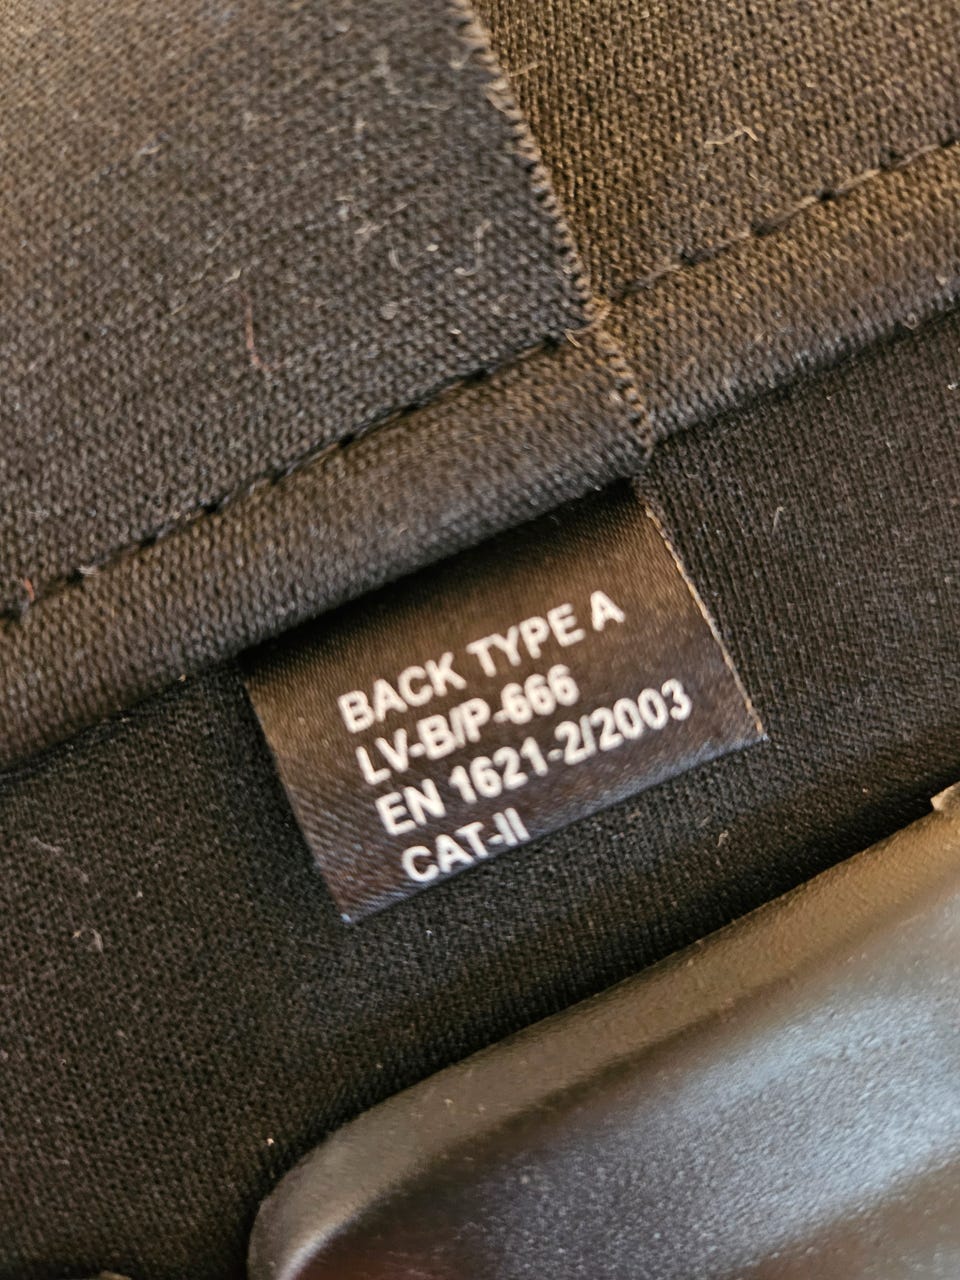 BACK TYPE A
LV-B/P-666
EN 1621-2/2003
CAT-II